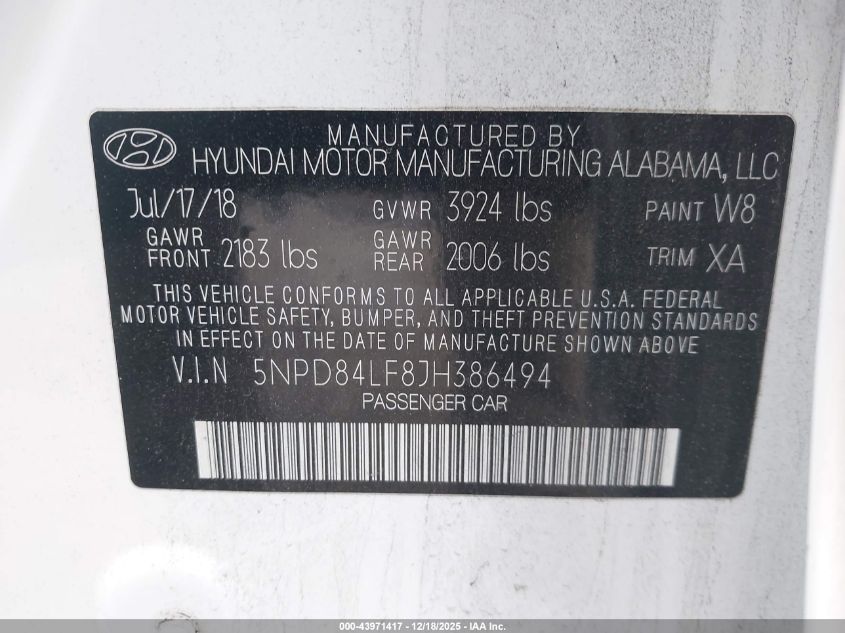 MANUFACTURED BY
HYUNDAI MOTOR MANUFACTURING ALABAMA, LLC
Jul/17/18 GVWR 3924 lbs PAINT W8
GAWR FRONT 2183 lbs GAWR REAR 2006 lbs TRIM XA
THIS VEHICLE CONFORMS TO ALL APPLICABLE U.S.A. FEDERAL
MOTOR VEHICLE SAFETY, BUMPER, AND THEFT PREVENTION STANDARDS
IN EFFECT ON THE DATE OF MANUFACTURE SHOWN ABOVE
V.I.N 5NPD84LF8JH386494
PASSENGER CAR
000-43971417 - 12/18/2025 - IAA Inc.